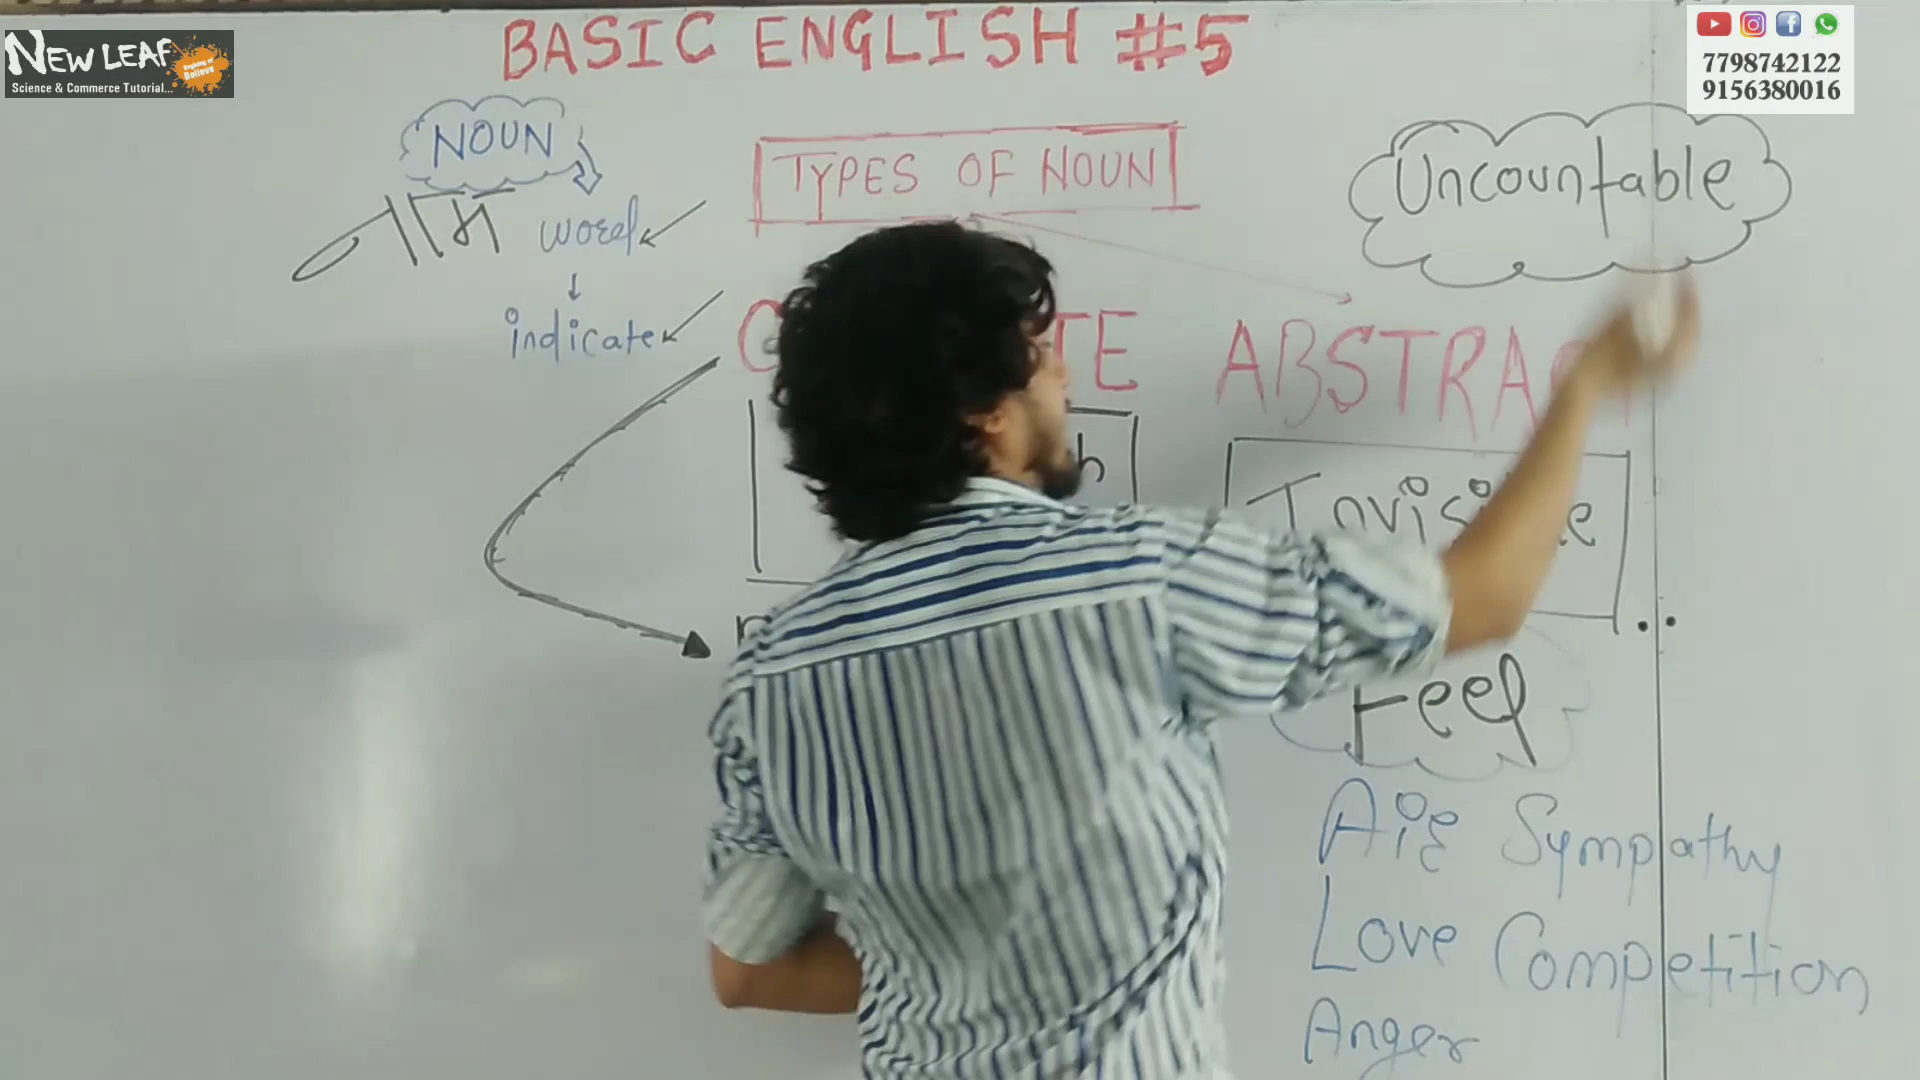 BASIC ENGLISH #5
NEW LEAF
Science & Commerce Tutorial...
7798742122
9156380016
NOUN
TYPES OF NOUN
Uncountable
नाम
word
indicate
ABSTRA
Feel
Air Sympathy
Love Competition
Anger